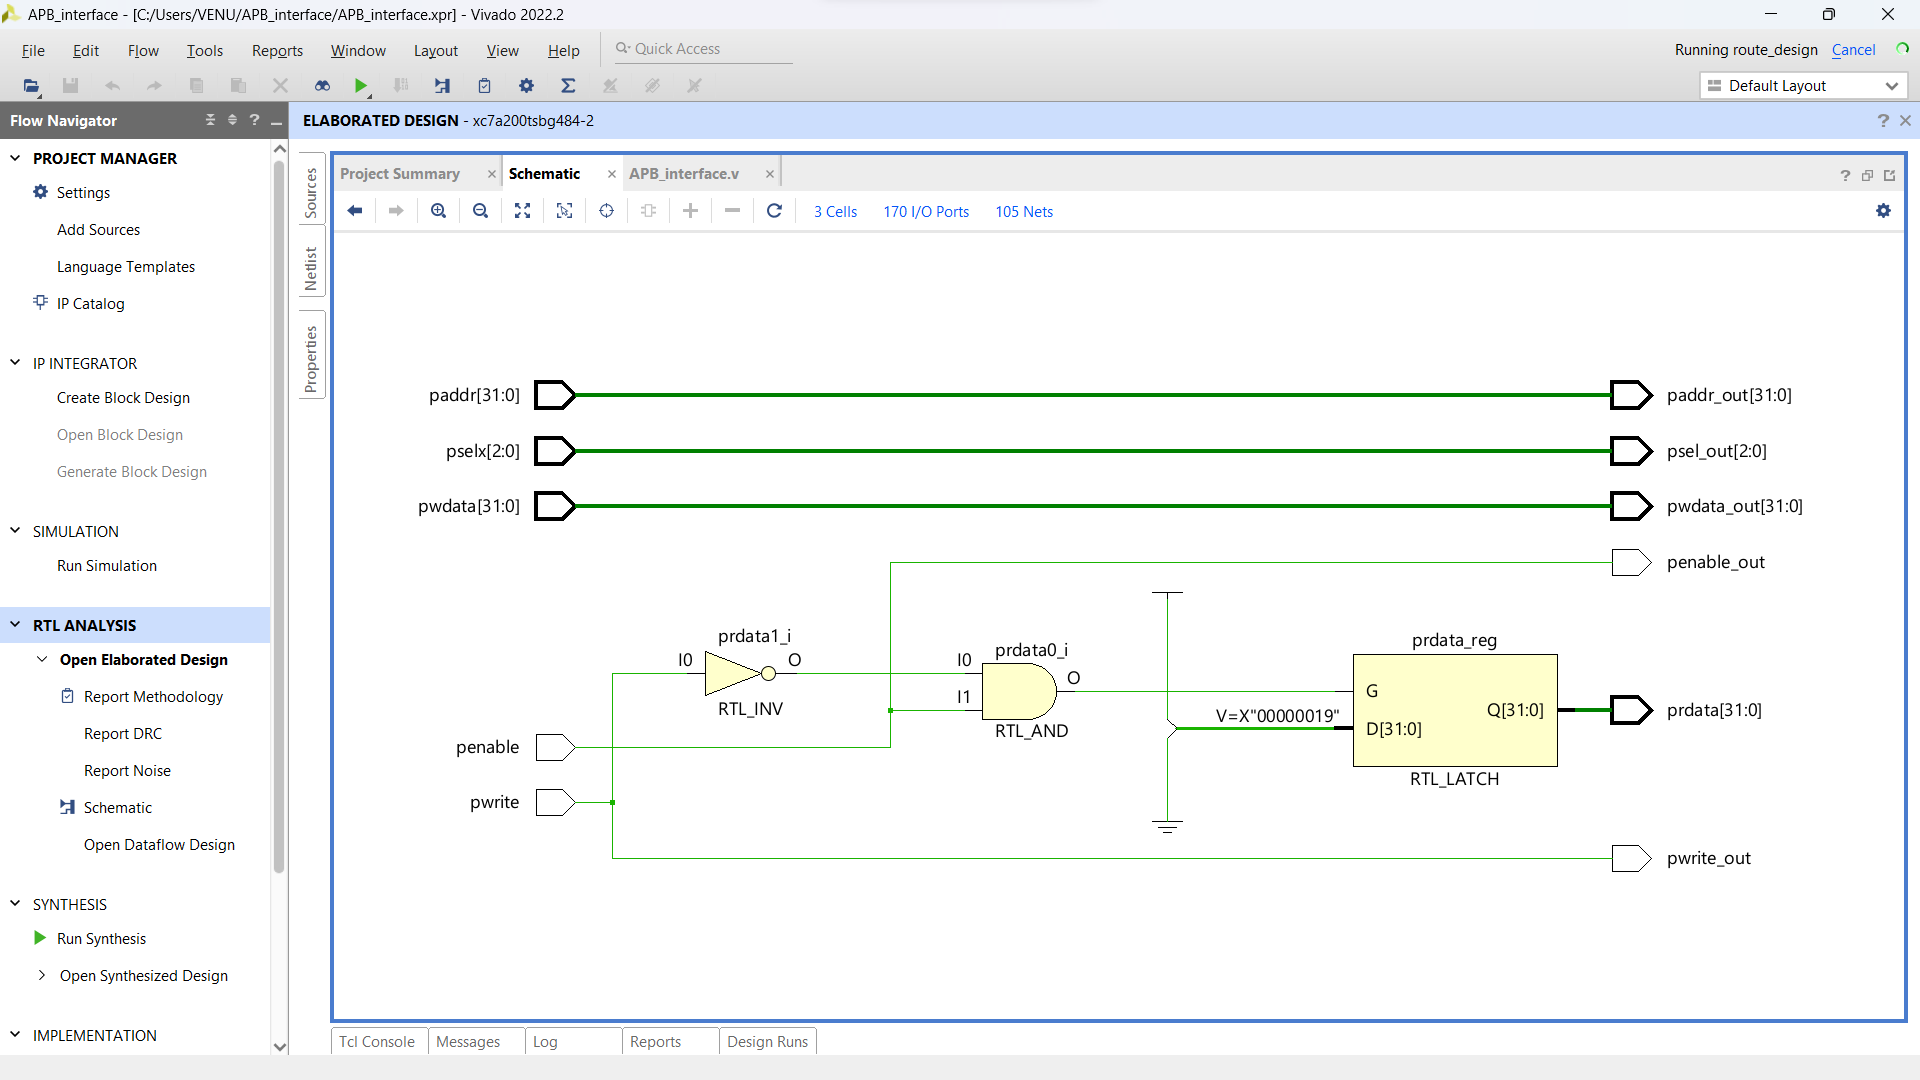 APB_interface - [C:/Users/VENU/APB_interface/APB_interface.xpr] - Vivado 2022.2
File Edit Flow Tools Reports Window Layout View Help Quick Access
Running route_design Cancel
Default Layout
Flow Navigator
ELABORATED DESIGN - xc7a200tsbg484-2
PROJECT MANAGER
Settings
Add Sources
Language Templates
IP Catalog
IP INTEGRATOR
Create Block Design
Open Block Design
Generate Block Design
SIMULATION
Run Simulation
RTL ANALYSIS
Open Elaborated Design
Report Methodology
Report DRC
Report Noise
Schematic
Open Dataflow Design
SYNTHESIS
Run Synthesis
Open Synthesized Design
IMPLEMENTATION
Sources
Netlist
Properties
Project Summary Schematic APB_interface.v
3 Cells 170 I/O Ports 105 Nets
paddr[31:0] paddr_out[31:0]
pselx[2:0] psel_out[2:0]
pwdata[31:0] pwdata_out[31:0]
penable_out
prdata1_i
I0 O
RTL_INV
prdata0_i
I0 O
I1
RTL_AND
prdata_reg
G
V=X"00000019" D[31:0] Q[31:0]
RTL_LATCH
prdata[31:0]
penable
pwrite
pwrite_out
Tcl Console Messages Log Reports Design Runs